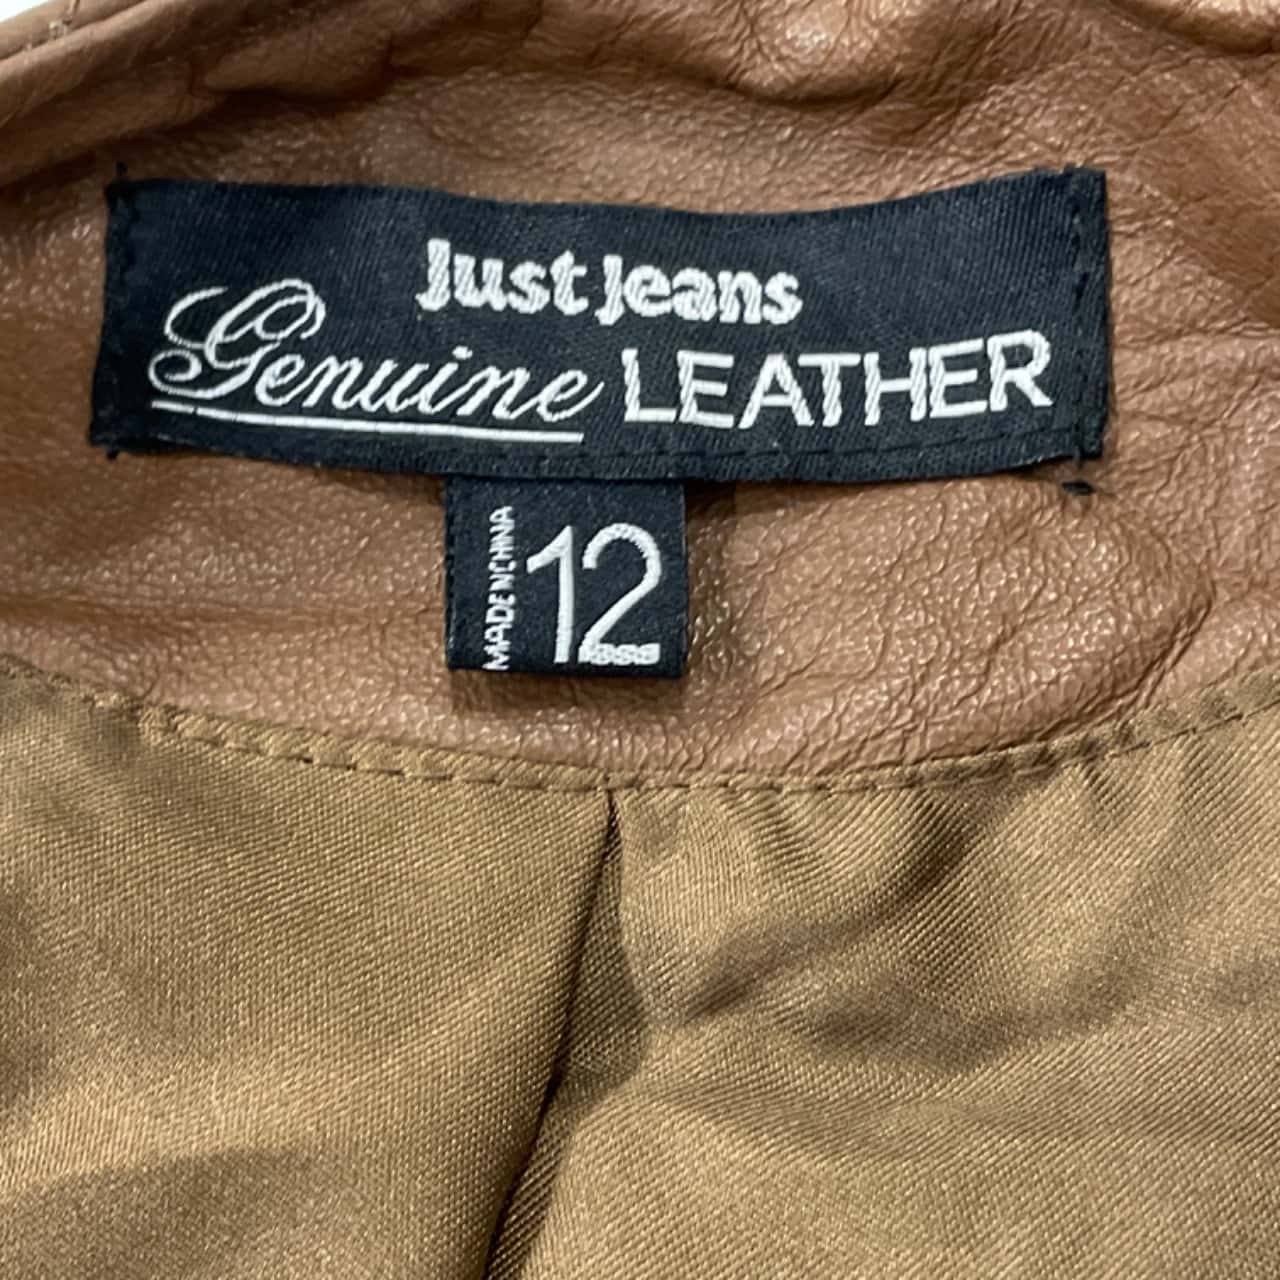 Just Jeans
Genuine LEATHER
MADE IN CHINA
12